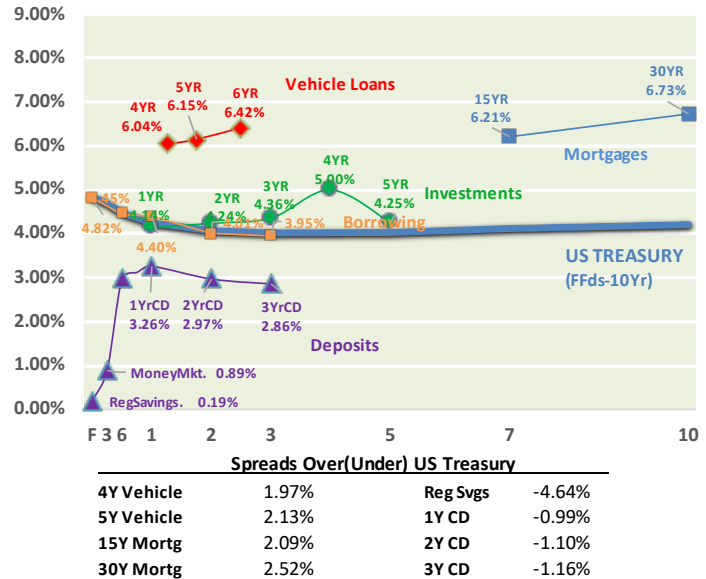 9.00%
8.00%
7.00%
6.00%
5.00%
4.00%
3.00%
2.00%
1.00%
0.00%
30YR
6.73%
6YR
6.42%
Vehicle Loans
5YR
6.15%
4YR
6.04%
15YR
6.21%
Mortgages
4YR
5.00%
3YR
4.36%
5YR
4.25%
Investments
1YR
2YR
4.24%
4.01%
3.95%
Borrowing
4.82%
4.40%
US TREASURY
(FFds-10Yr)
1YrCD
3.26%
2YrCD
2.97%
3YrCD
2.86%
Deposits
MoneyMkt. 0.89%
RegSavings. 0.19%
F 3 6 1 2 3 5 7 10
Spreads Over(Under) US Treasury
4Y Vehicle 1.97% Reg Svgs -4.64%
5Y Vehicle 2.13% 1Y CD -0.99%
15Y Mortg 2.09% 2Y CD -1.10%
30Y Mortg 2.52% 3Y CD -1.16%